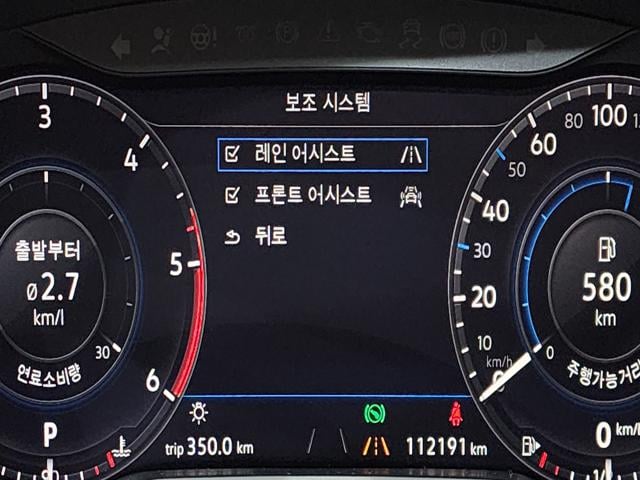 보조 시스템
레인 어시스트
프론트 어시스트
뒤로
3
4
5
6
출발부터
ø2.7
km/l
30
연료소비량
P
100
80
60
50
40
30
20
10
km/h
0
580
km
0
주행가능거리
trip 350.0 km
112191 km
0 km/h